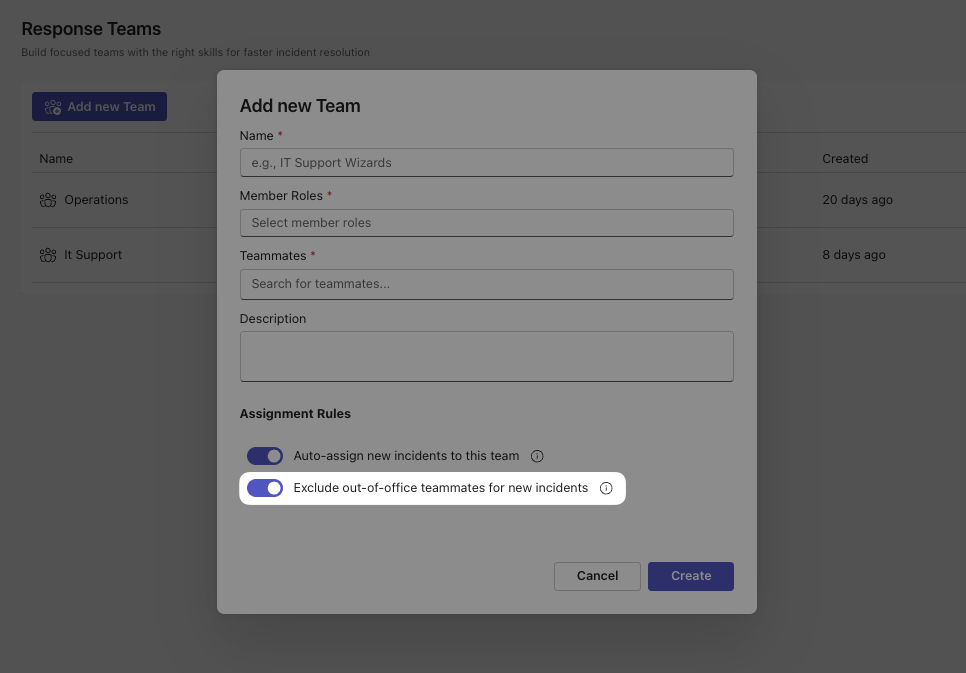 Response Teams
Build focused teams with the right skills for faster incident resolution
Add new Team
Name
Created
Operations
20 days ago
It Support
8 days ago
Add new Team
Name *
e.g., IT Support Wizards
Member Roles *
Select member roles
Teammates *
Search for teammates...
Description
Assignment Rules
Auto-assign new incidents to this team
Exclude out-of-office teammates for new incidents
Cancel
Create